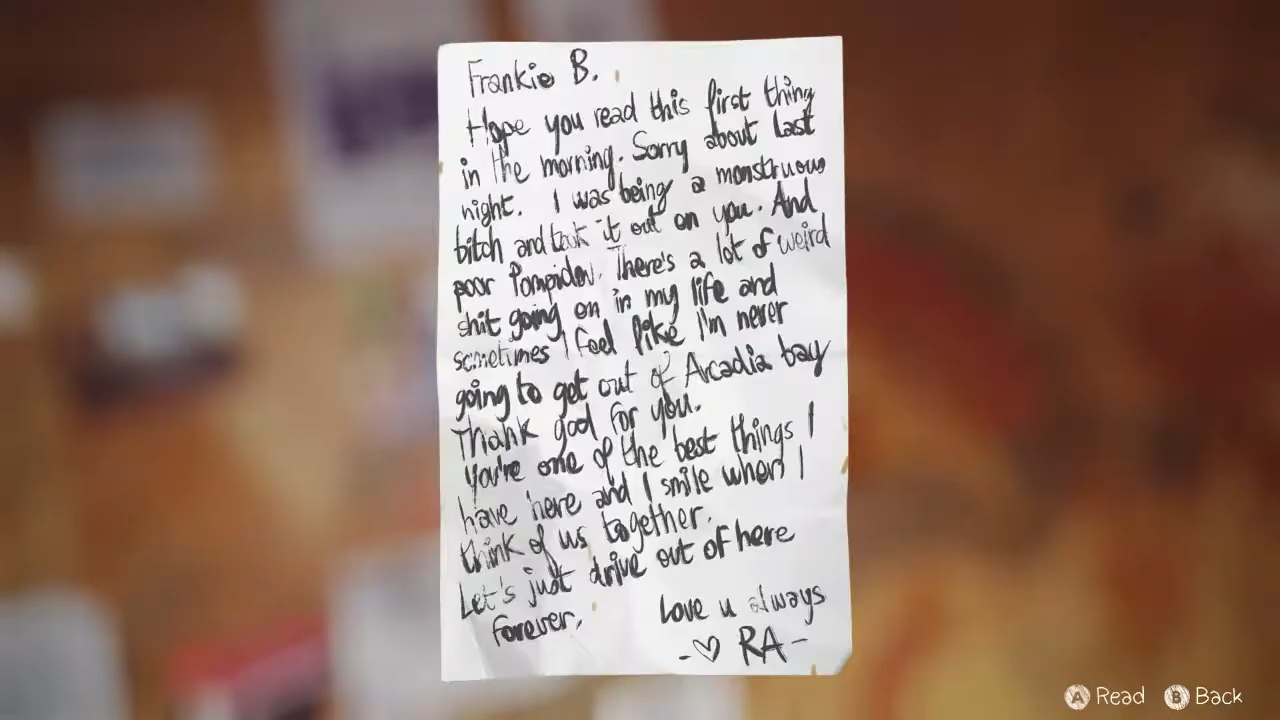 Frankie B.
Hope you read this first thing
in the morning. Sorry about last
night. I was being a monstruous
bitch and took it out on you. And
poor Pompidou. There's a lot of weird
shit going on in my life and
sometimes I feel like I'm never
going to get out of Arcadia bay
Thank god for you.
You're one of the best things I
have here and I smile when I
think of us together.
Let's just drive out of here
forever.
Love u always
-♡ RA-
A Read B Back